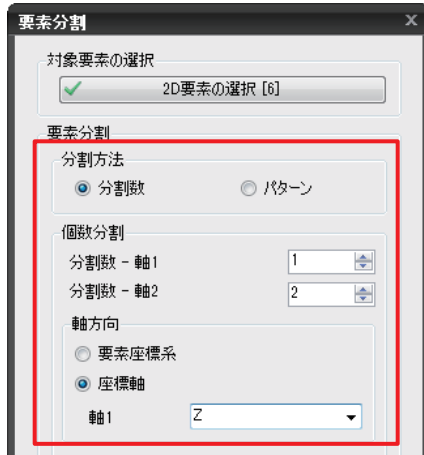 要素分割
対象要素の選択
2D要素の選択 [6]
要素分割
分割方法
分割数 パターン
個数分割
分割数 - 軸1 1
分割数 - 軸2 2
軸方向
要素座標系
座標軸
軸1 Z